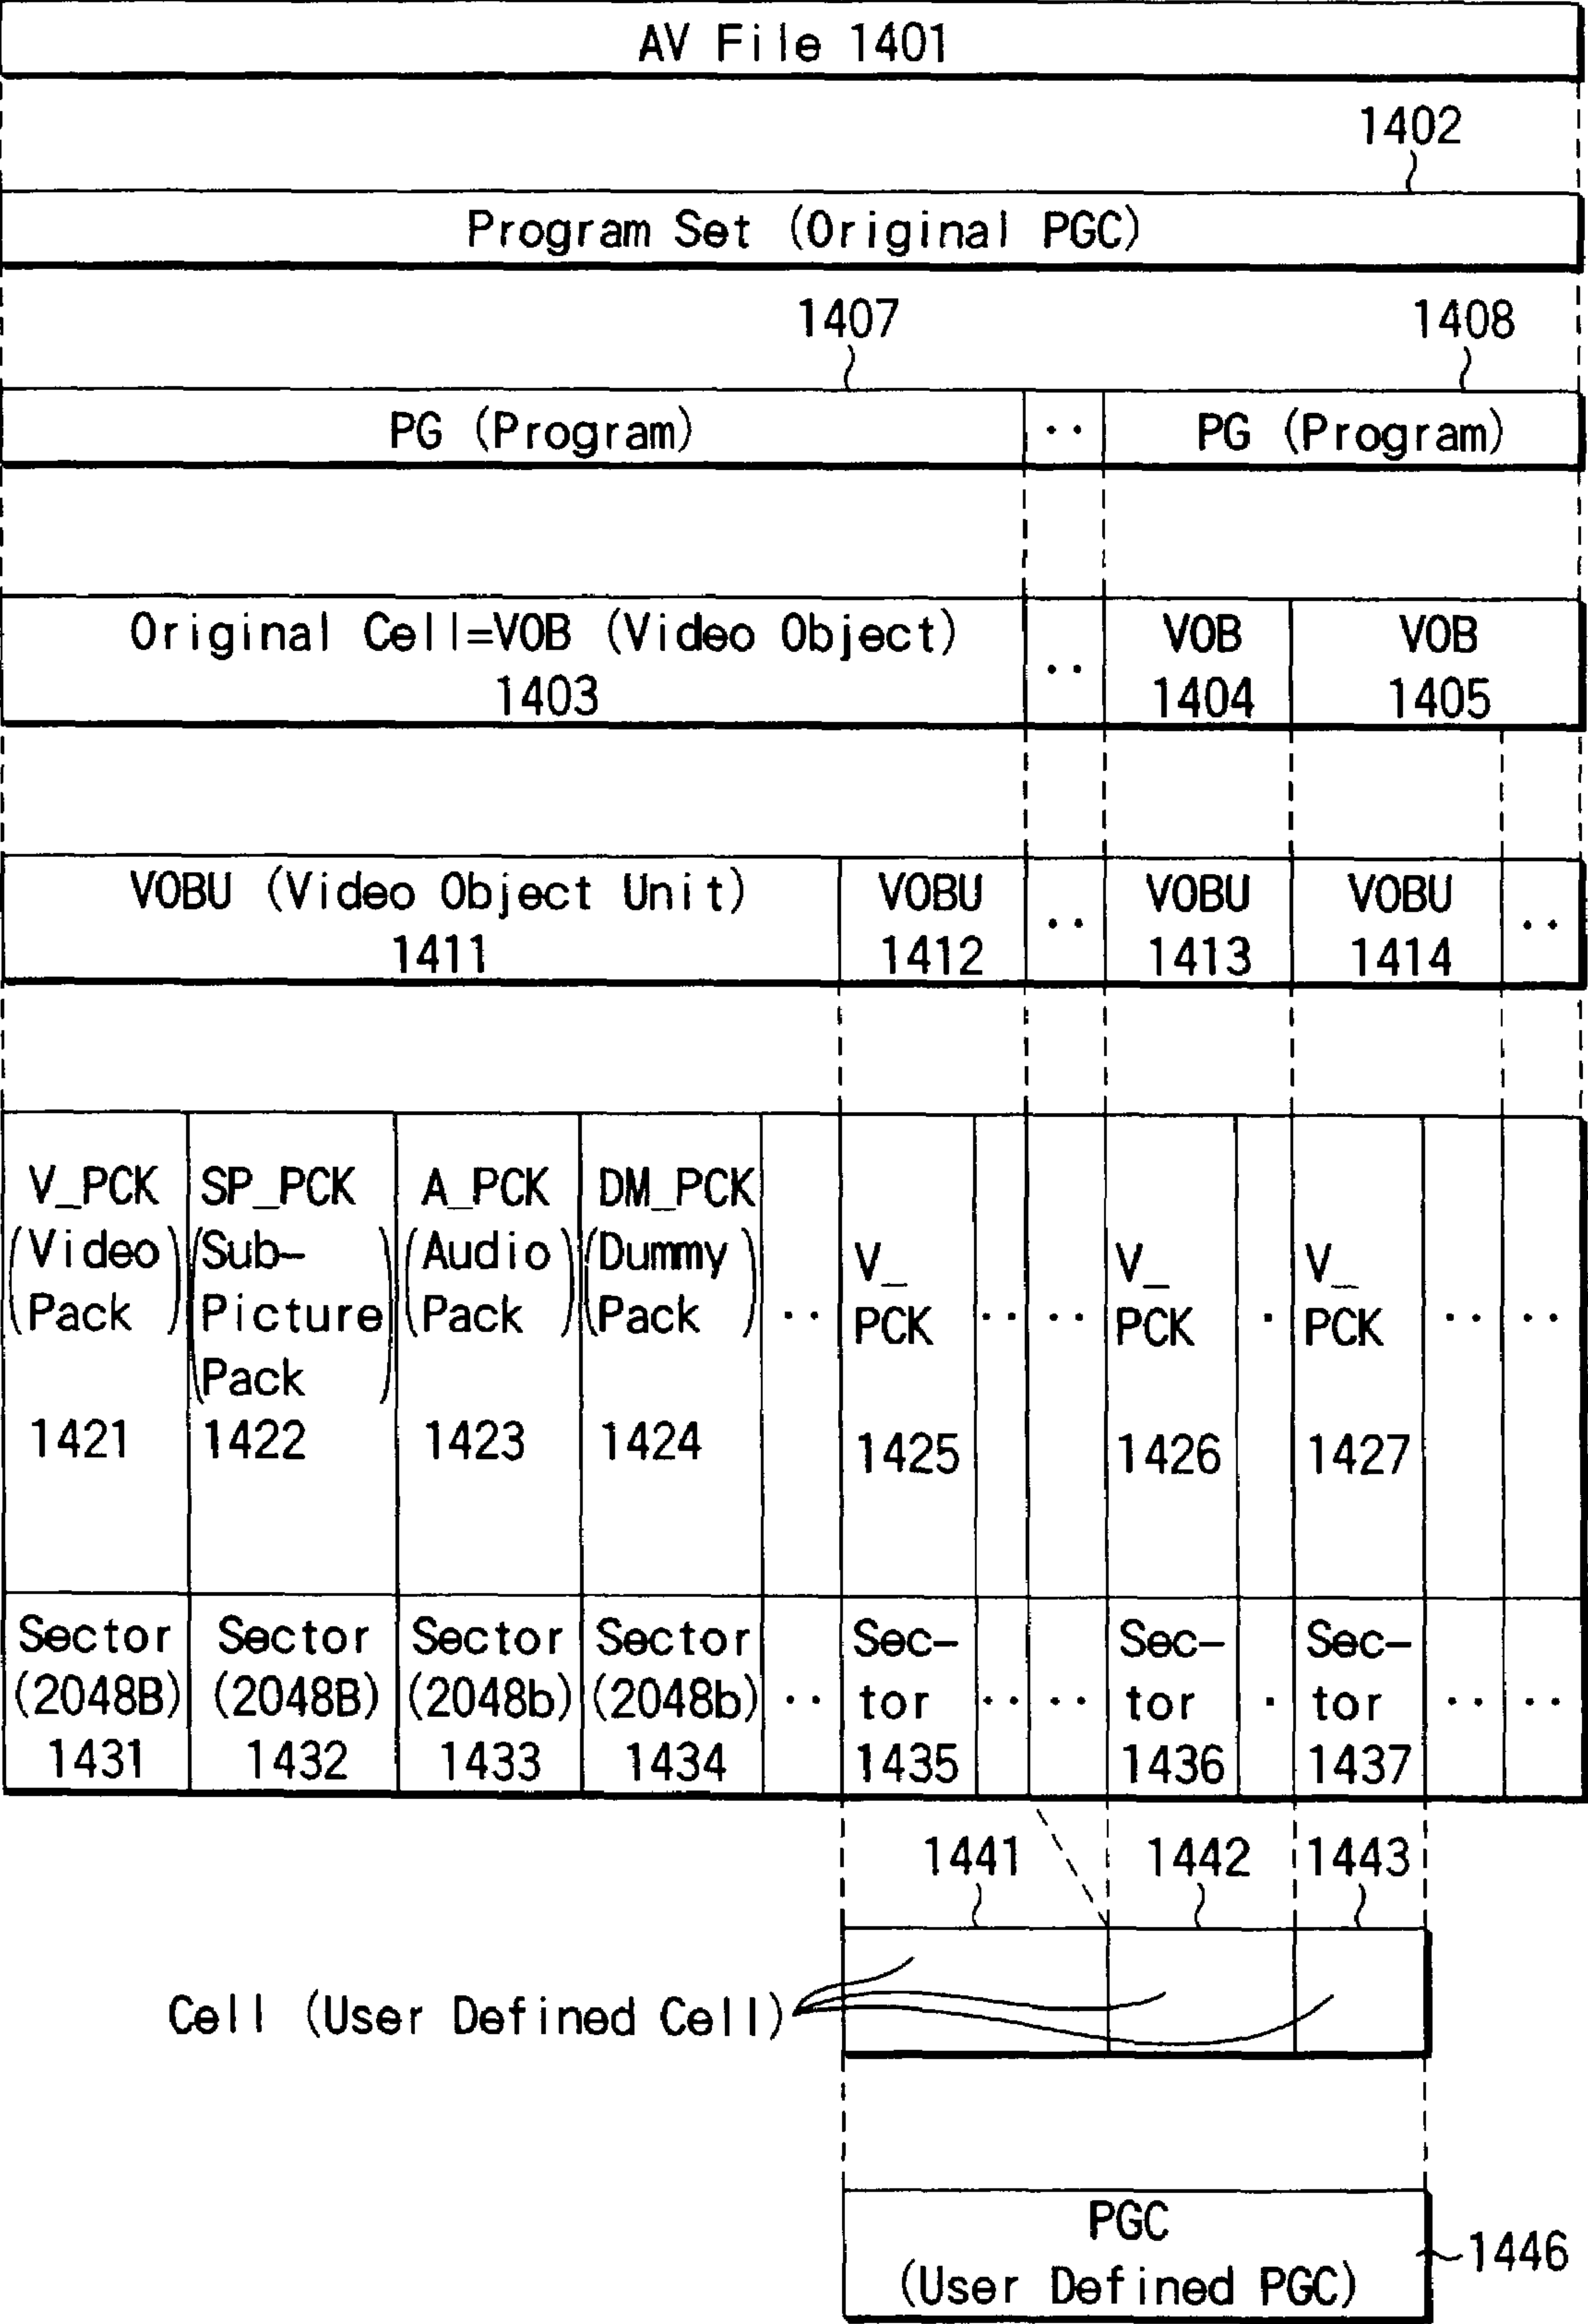 AV File 1401
1402
Program Set (Original PGC)
1407
1408
PG (Program)
..
PG (Program)
Original Cell=VOB (Video Object)
1403
..
VOB
1404
VOB
1405
VOBU (Video Object Unit)
1411
VOBU
1412
..
VOBU
1413
VOBU
1414
..
V_PCK
(Video
Pack)
1421
SP_PCK
(Sub-
Picture
Pack)
1422
A_PCK
(Audio
Pack)
1423
DM_PCK
(Dummy
Pack)
1424
..
V_
PCK
1425
..
..
V_
PCK
1426
.
V_
PCK
1427
..
..
Sector
(2048B)
1431
Sector
(2048B)
1432
Sector
(2048b)
1433
Sector
(2048b)
1434
..
Sec-
tor
1435
..
..
Sec-
tor
1436
.
Sec-
tor
1437
..
..
1441
1442
1443
Cell (User Defined Cell)
PGC
(User Defined PGC)
1446